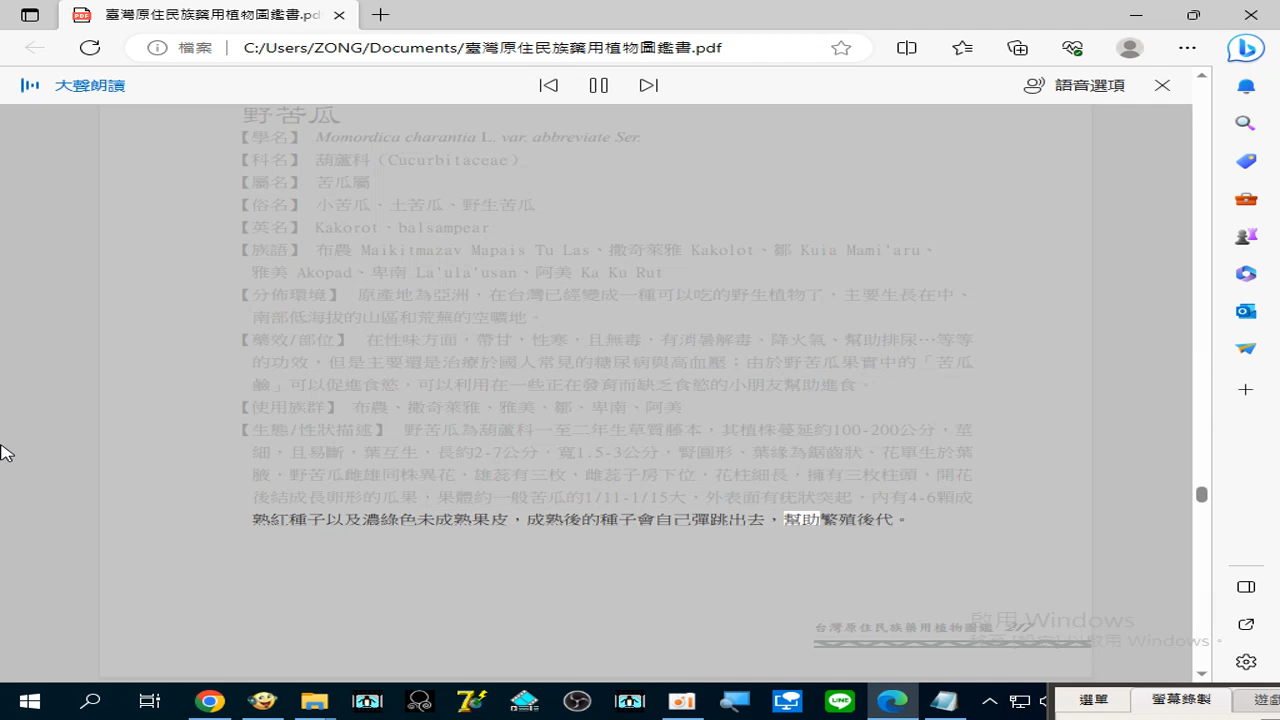 臺灣原住民族藥用植物圖鑑書.pdf
檔案
C:/Users/ZONG/Documents/臺灣原住民族藥用植物圖鑑書.pdf
大聲朗讀
語音選項
野苦瓜
【學名】 Momordica charantia L. var. abbreviate Ser.
【科名】 葫蘆科（Cucurbitaceae）
【屬名】 苦瓜屬
【俗名】 小苦瓜、土苦瓜、野生苦瓜
【英名】 Kakorot、balsampear
【族語】 布農 Maikitmazav Mapais Tu Las、撒奇萊雅 Kakolot、鄒 Kuia Mami'aru、
雅美 Akopad、卑南 La'ula'usan、阿美 Ka Ku Rut
【分佈環境】 原產地為亞洲，在台灣已經變成一種可以吃的野生植物了，主要生長在中、
南部低海拔的山區和荒蕪的空曠地。
【藥效/部位】 在性味方面，帶甘，性寒，且無毒，有消暑解毒、降火氣、幫助排尿…等等
的功效，但是主要還是治療於國人常見的糖尿病與高血壓；由於野苦瓜果實中的「苦瓜
鹼」可以促進食慾，可以利用在一些正在發育而缺乏食慾的小朋友幫助進食。
【使用族群】 布農、撒奇萊雅、雅美、鄒、卑南、阿美
【生態/性狀描述】 野苦瓜為葫蘆科一至二年生草質藤本，其植株蔓延約100-200公分，莖
細，且易斷，葉互生，長約2-7公分，寬1.5-3公分，腎圓形、葉緣為鋸齒狀、花單生於葉
腋，野苦瓜雌雄同株異花，雄蕊有三枚、雌蕊子房下位，花柱細長，擁有三枚柱頭，開花
後結成長卵形的瓜果，果體約一般苦瓜的1/11-1/15大，外表面有疣狀突起，內有4-6顆成
熟紅種子以及濃綠色未成熟果皮，成熟後的種子會自己彈跳出去，幫助繁殖後代。
台灣原住民族藥用植物圖鑑 217
啟用 Windows
移至 [設定] 以啟用 Windows。
LINE
選單
螢幕錄製